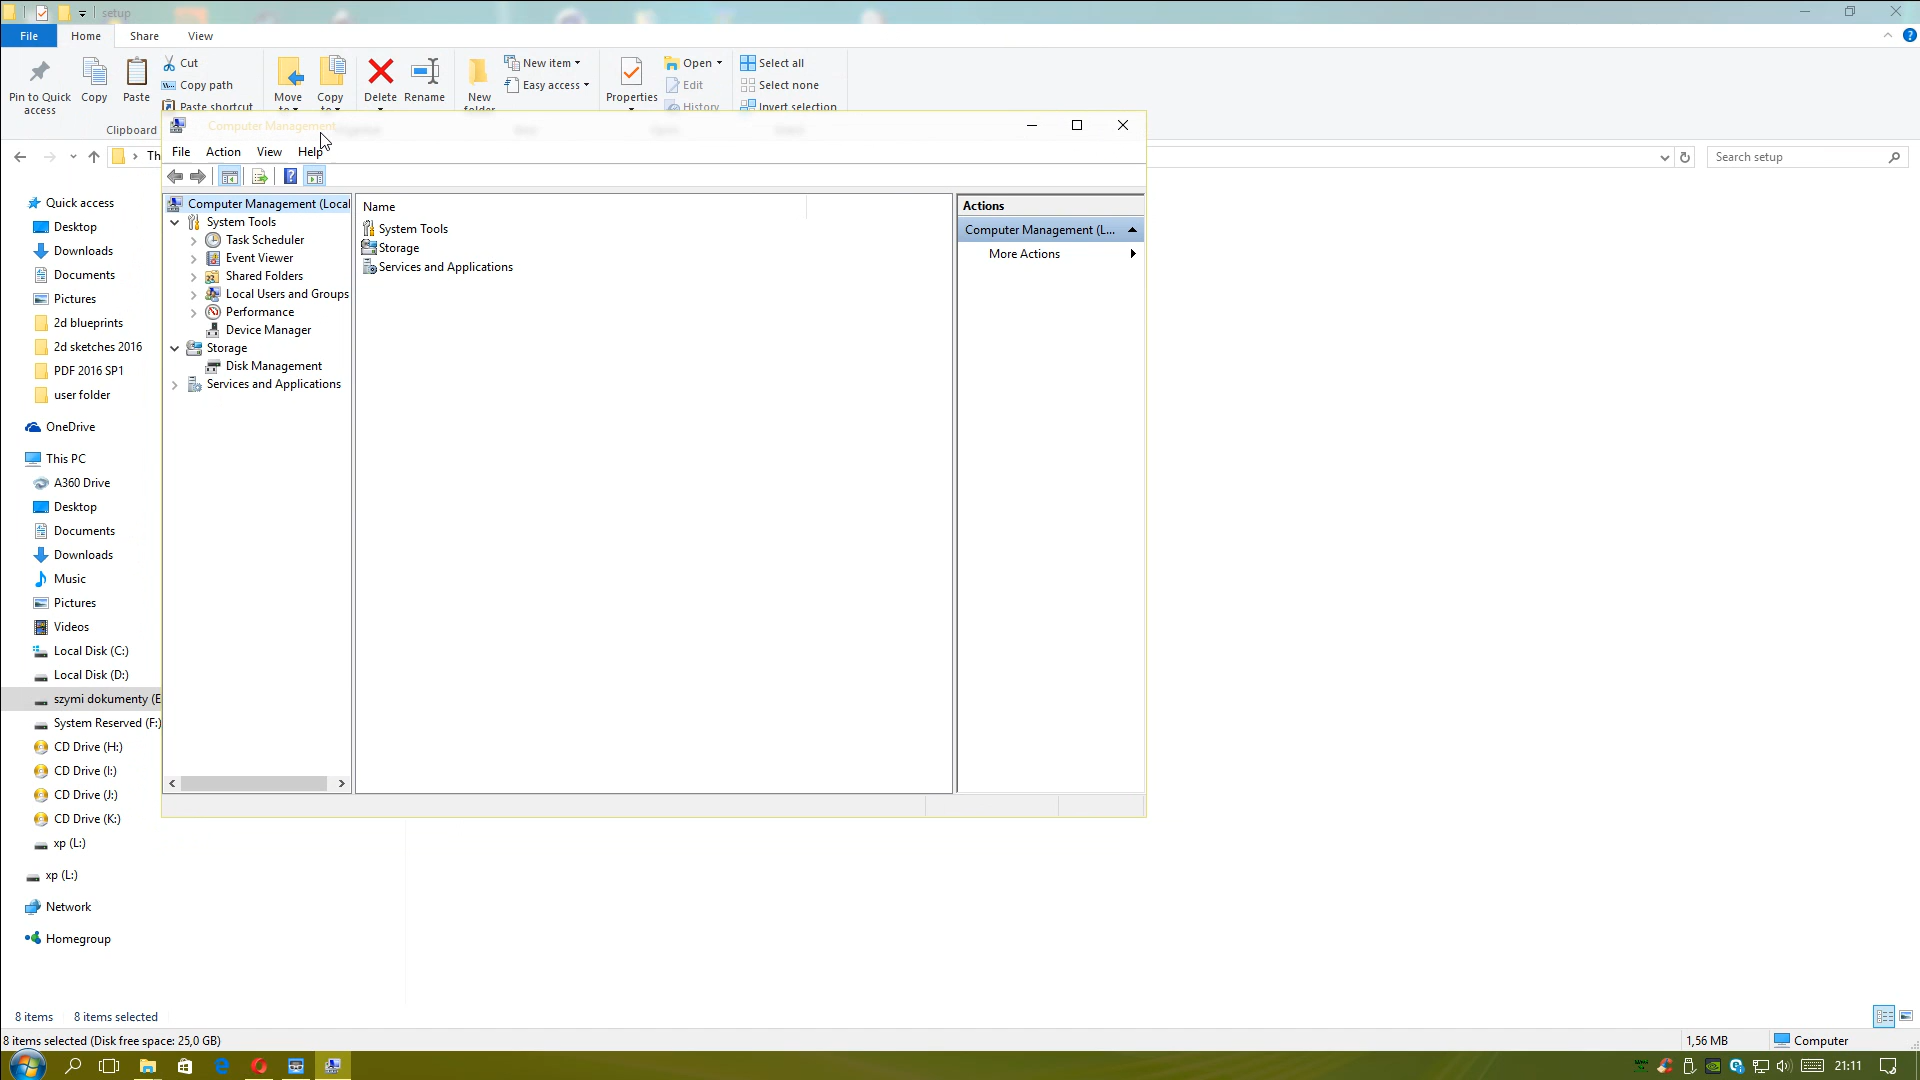 setup
File Home Share View
Cut New item Open Select all
Copy path Easy access Edit Select none
Pin to Quick access Copy Paste Paste shortcut Move to Copy to Delete Rename New folder Properties History Invert selection
Clipboard
Computer Management
File Action View Help
Th
Search setup
Quick access
Desktop
Downloads
Documents
Pictures
2d blueprints
2d sketches 2016
PDF 2016 SP1
user folder
OneDrive
This PC
A360 Drive
Desktop
Documents
Downloads
Music
Pictures
Videos
Local Disk (C:)
Local Disk (D:)
szymi dokumenty (E
System Reserved (F:)
CD Drive (H:)
CD Drive (I:)
CD Drive (J:)
CD Drive (K:)
xp (L:)
xp (L:)
Network
Homegroup
Computer Management (Local
System Tools
Task Scheduler
Event Viewer
Shared Folders
Local Users and Groups
Performance
Device Manager
Storage
Disk Management
Services and Applications
Name
System Tools
Storage
Services and Applications
Actions
Computer Management (L...
More Actions
8 items 8 items selected
8 items selected (Disk free space: 25,0 GB) 1,56 MB Computer
21:11